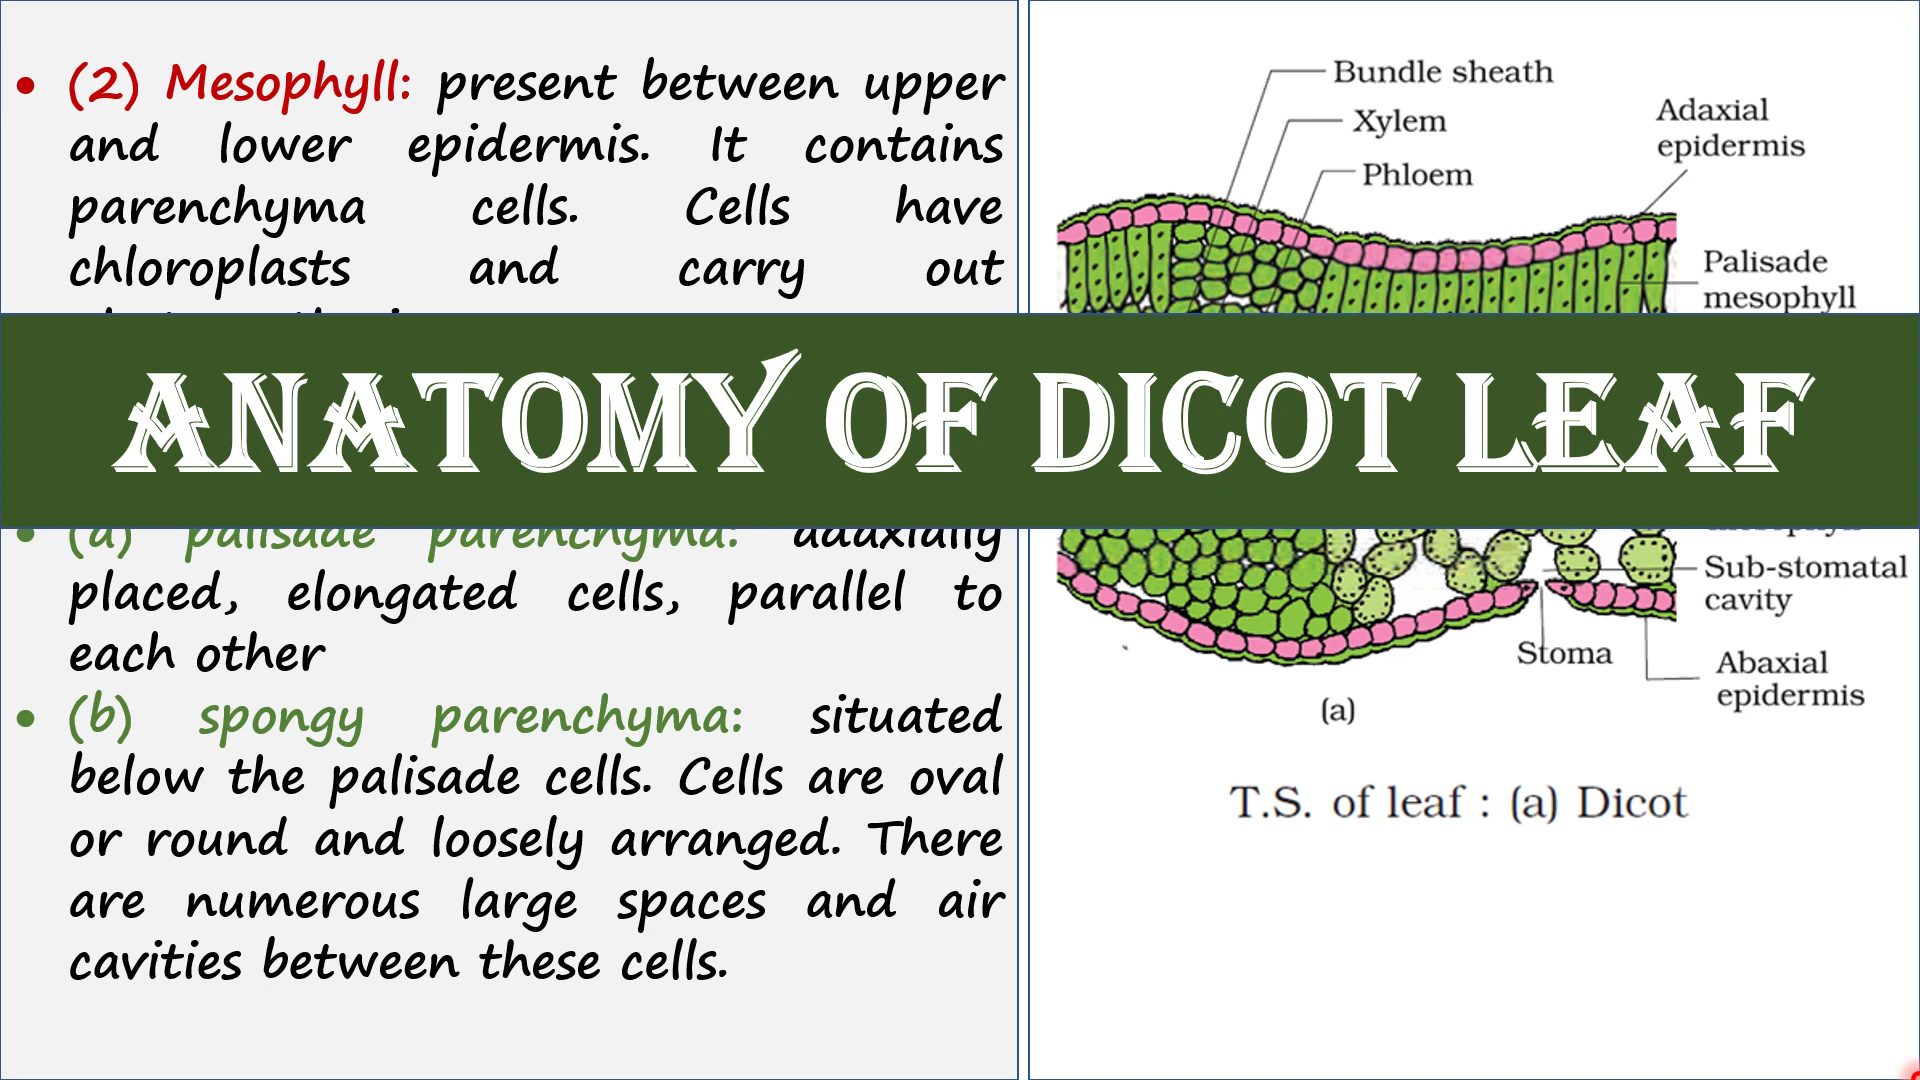 • (2) Mesophyll: present between upper
and lower epidermis. It contains
parenchyma cells. Cells have
chloroplasts and carry out
ANATOMY OF DICOT LEAF
• (a) palisade parenchyma: adaxially
placed, elongated cells, parallel to
each other
• (b) spongy parenchyma: situated
below the palisade cells. Cells are oval
or round and loosely arranged. There
are numerous large spaces and air
cavities between these cells.
Bundle sheath
Xylem
Phloem
Adaxial
epidermis
Palisade
mesophyll
Sub-stomatal
cavity
Stoma
Abaxial
epidermis
(a)
T.S. of leaf : (a) Dicot